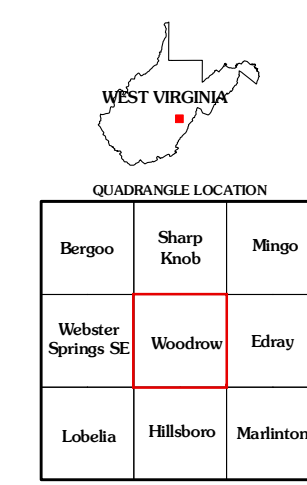 WEST VIRGINIA
QUADRANGLE LOCATION
Bergoo
Sharp
Knob
Mingo
Webster
Springs SE
Woodrow
Edray
Lobelia
Hillsboro
Marlinton